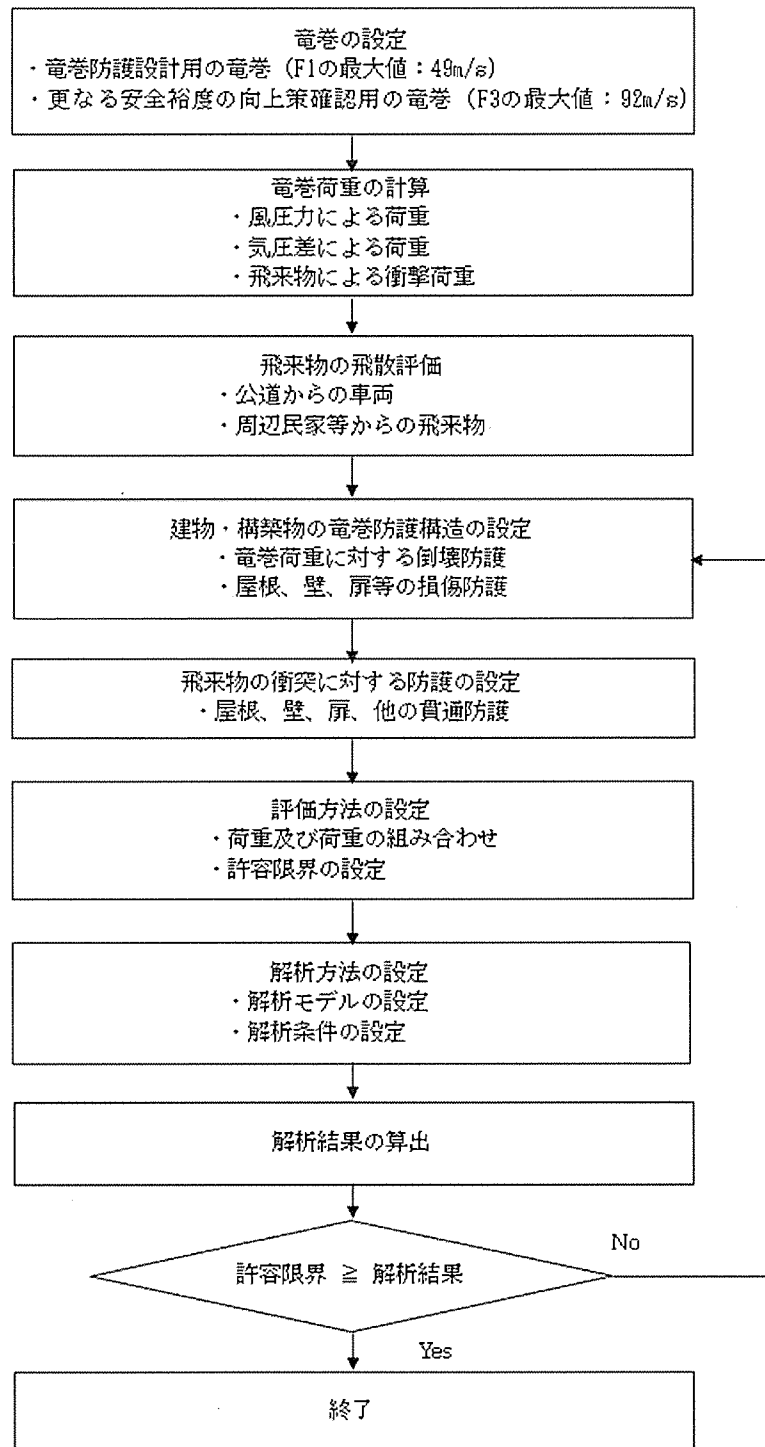 竜巻の設定
・竜巻防護設計用の竜巻 (F1の最大値：49m/s)
・更なる安全裕度の向上策確認用の竜巻 (F3の最大値：92m/s)
竜巻荷重の計算
・風圧力による荷重
・気圧差による荷重
・飛来物による衝撃荷重
飛来物の飛散評価
・公道からの車両
・周辺民家等からの飛来物
建物・構築物の竜巻防護構造の設定
・竜巻荷重に対する倒壊防護
・屋根、壁、扉等の損傷防護
飛来物の衝突に対する防護の設定
・屋根、壁、扉、他の貫通防護
評価方法の設定
・荷重及び荷重の組み合わせ
・許容限界の設定
解析方法の設定
・解析モデルの設定
・解析条件の設定
解析結果の算出
許容限界 ≧ 解析結果
No
Yes
終了